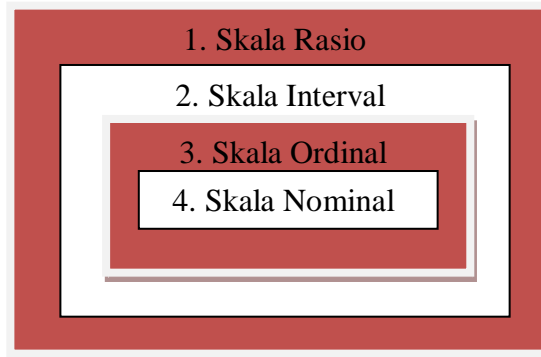 1. Skala Rasio
2. Skala Interval
3. Skala Ordinal
4. Skala Nominal